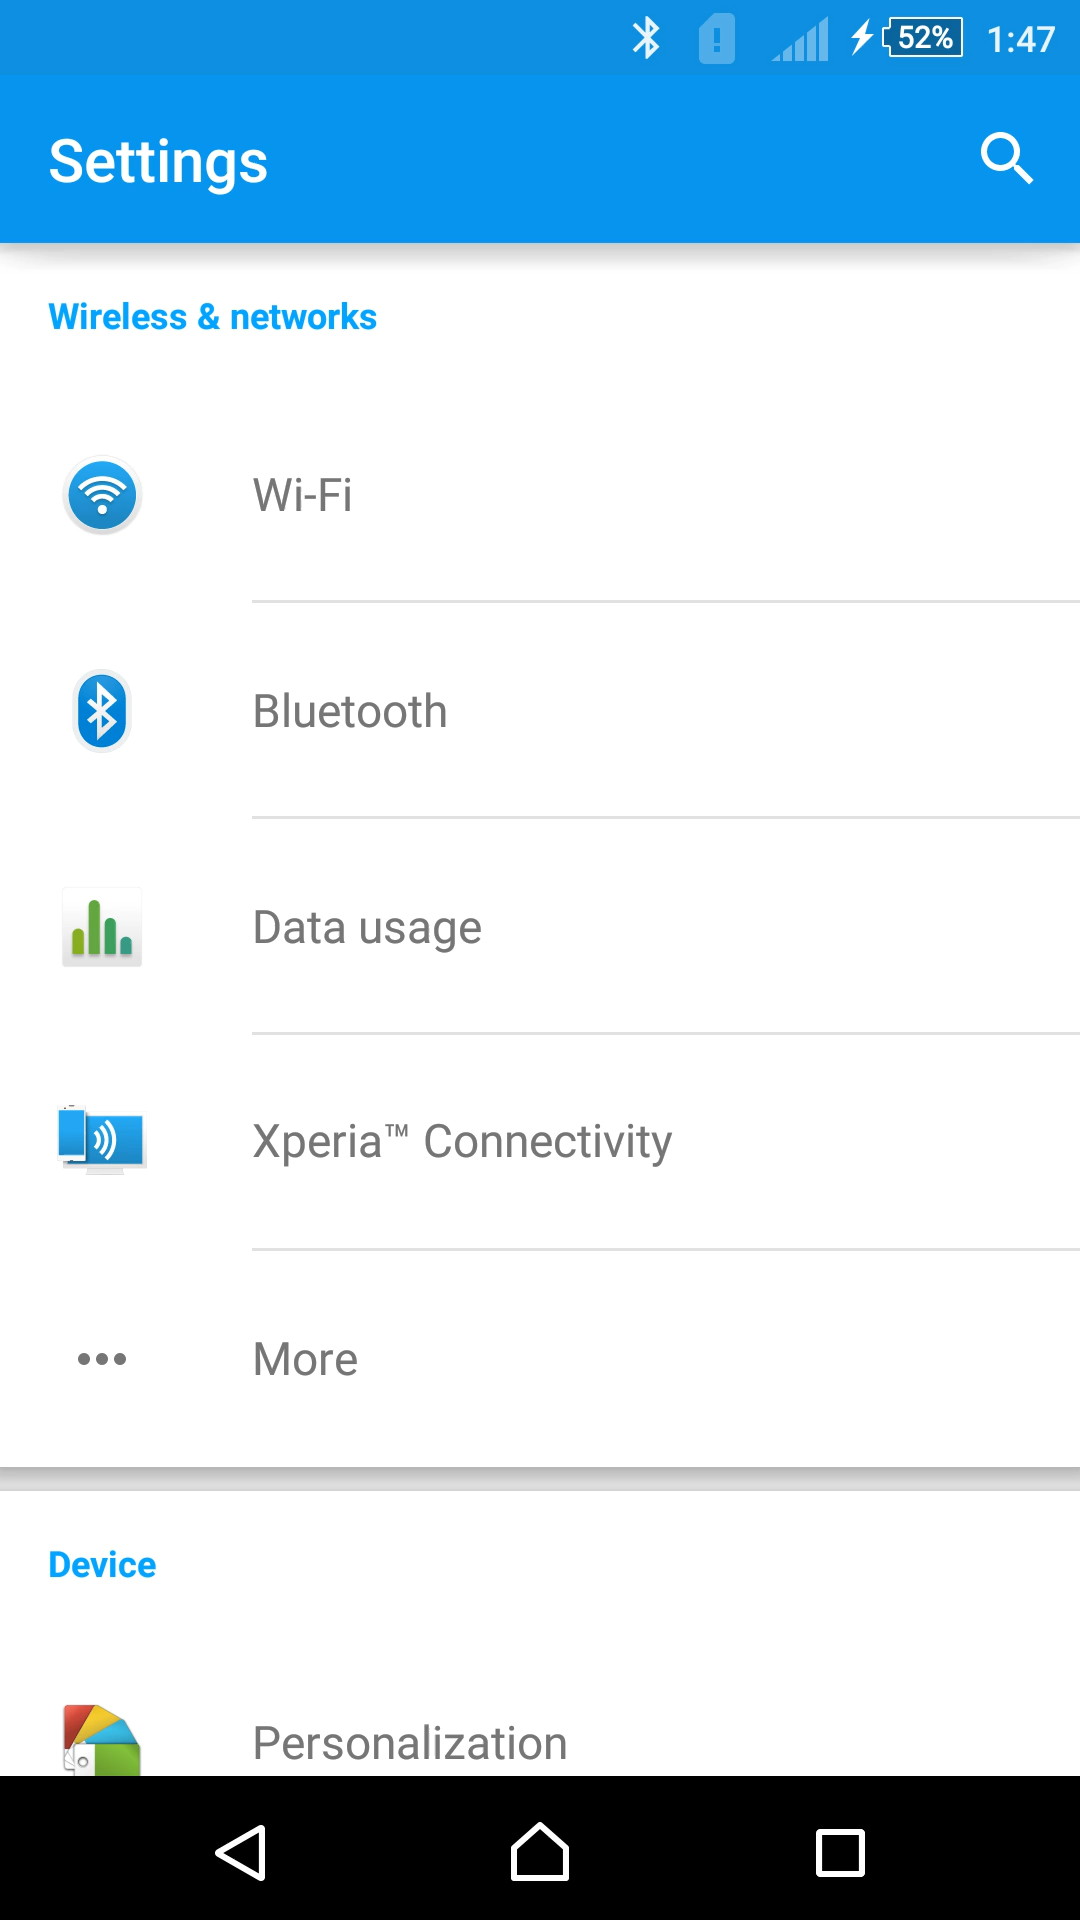 52% 1:47
Settings
Wireless & networks
Wi-Fi
Bluetooth
Data usage
Xperia™ Connectivity
More
Device
Personalization